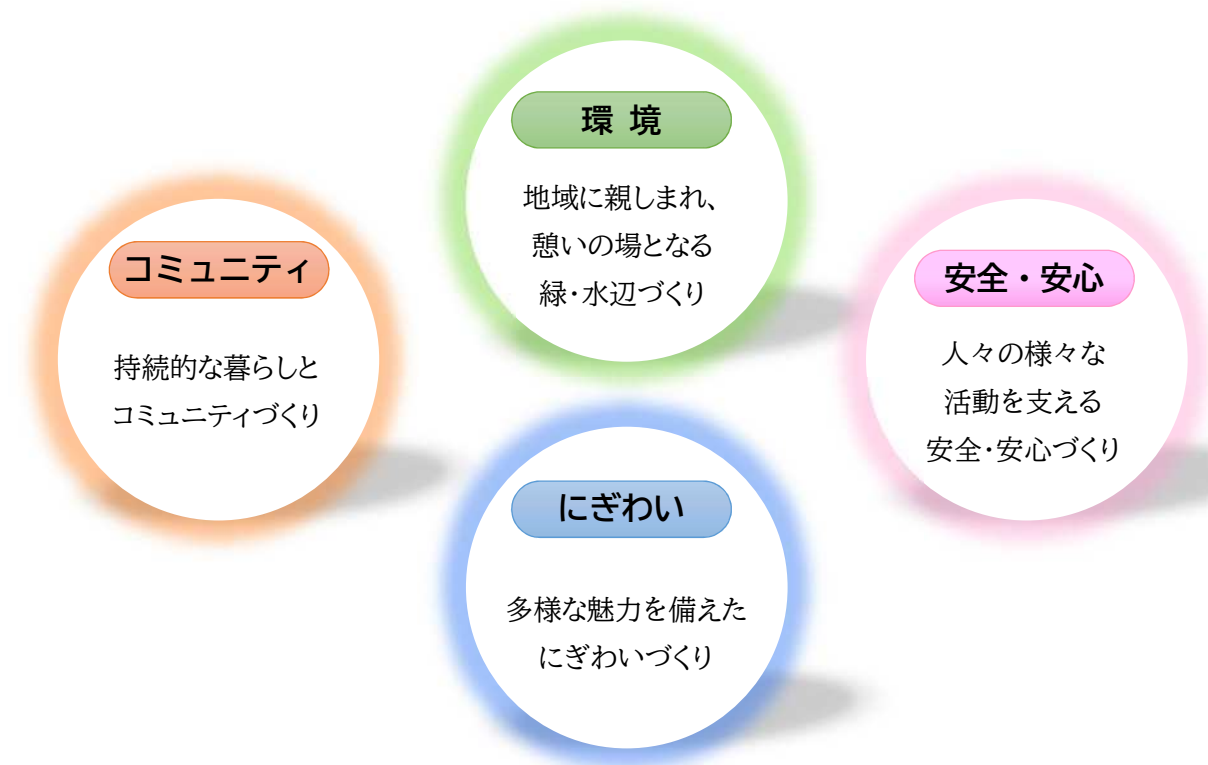 環 境
地域に親しまれ、
憩いの場となる
緑・水辺づくり
コミュニティ
持続的な暮らしと
コミュニティづくり
安全・安心
人々の様々な
活動を支える
安全・安心づくり
にぎわい
多様な魅力を備えた
にぎわいづくり